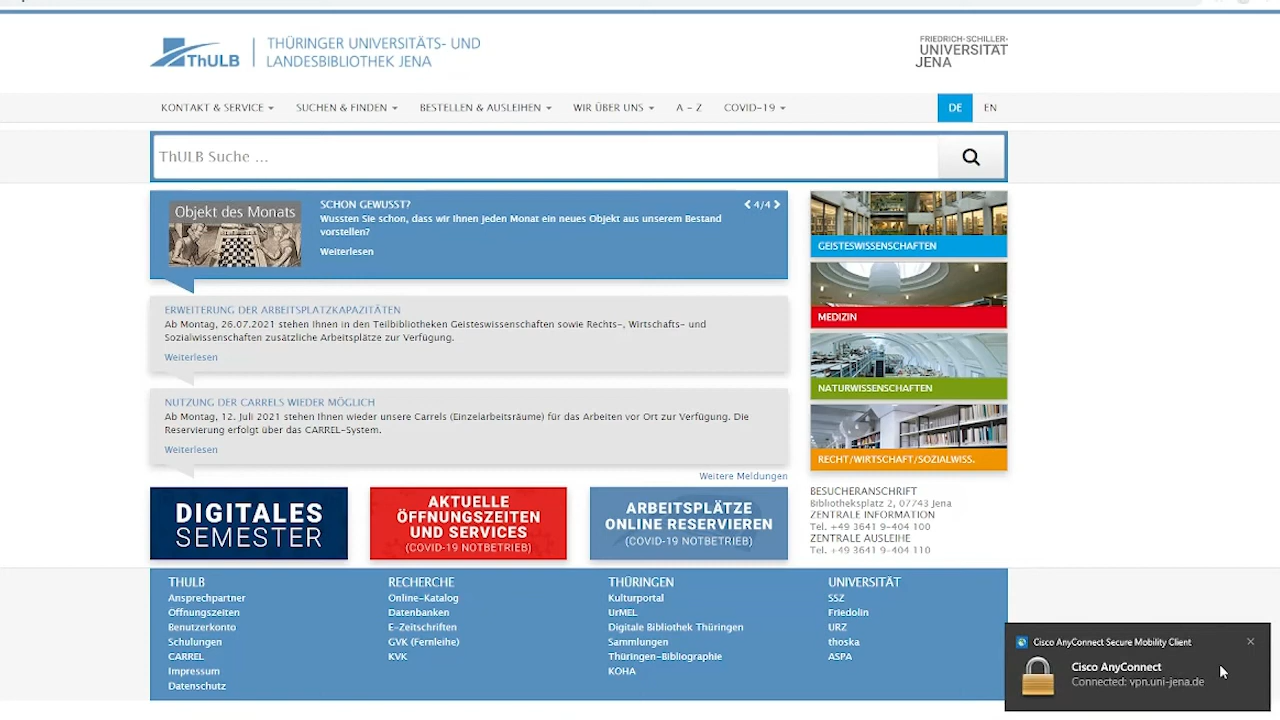 ThULB
THÜRINGER UNIVERSITÄTS- UND
LANDESBIBLIOTHEK JENA
FRIEDRICH-SCHILLER-
UNIVERSITÄT
JENA
KONTAKT & SERVICE
SUCHEN & FINDEN
BESTELLEN & AUSLEIHEN
WIR ÜBER UNS
A - Z
COVID-19
DE
EN
ThULB Suche ...
Objekt des Monats
SCHON GEWUSST?
4/4
Wussten Sie schon, dass wir Ihnen jeden Monat ein neues Objekt aus unserem Bestand
vorstellen?
Weiterlesen
ERWEITERUNG DER ARBEITSPLATZKAPAZITÄTEN
Ab Montag, 26.07.2021 stehen Ihnen in den Teilbibliotheken Geisteswissenschaften sowie Rechts-, Wirtschafts- und
Sozialwissenschaften zusätzliche Arbeitsplätze zur Verfügung.
Weiterlesen
NUTZUNG DER CARRELS WIEDER MÖGLICH
Ab Montag, 12. Juli 2021 stehen Ihnen wieder unsere Carrels (Einzelarbeitsräume) für das Arbeiten vor Ort zur Verfügung. Die
Reservierung erfolgt über das CARREL-System.
Weiterlesen
Weitere Meldungen
GEISTESWISSENSCHAFTEN
MEDIZIN
NATURWISSENSCHAFTEN
RECHT/WIRTSCHAFT/SOZIALWISS.
BESUCHERANSCHRIFT
Bibliotheksplatz 2, 07743 Jena
ZENTRALE INFORMATION
Tel. +49 3641 9-404 100
ZENTRALE AUSLEIHE
Tel. +49 3641 9-404 110
DIGITALES
SEMESTER
AKTUELLE
ÖFFNUNGSZEITEN
UND SERVICES
(COVID-19 NOTBETRIEB)
ARBEITSPLÄTZE
ONLINE RESERVIEREN
(COVID-19 NOTBETRIEB)
THULB
Ansprechpartner
Öffnungszeiten
Benutzerkonto
Schulungen
CARREL
Impressum
Datenschutz
RECHERCHE
Online-Katalog
Datenbanken
E-Zeitschriften
GVK (Fernleihe)
KVK
THÜRINGEN
Kulturportal
UrMEL
Digitale Bibliothek Thüringen
Sammlungen
Thüringen-Bibliographie
KOHA
UNIVERSITÄT
SSZ
Friedolin
URZ
thoska
ASPA
Cisco AnyConnect Secure Mobility Client
Cisco AnyConnect
Connected: vpn.uni-jena.de